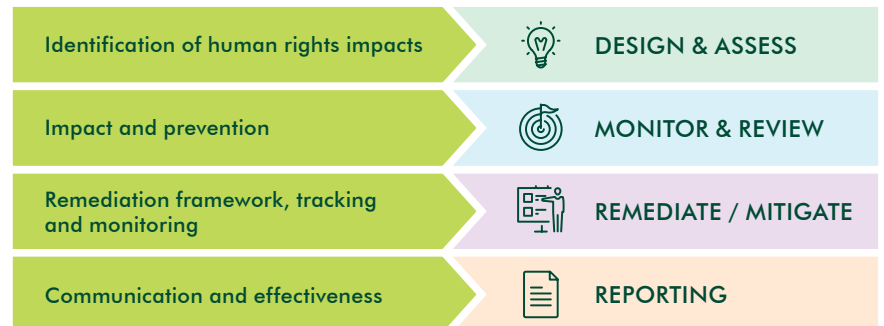 Identification of human rights impacts
DESIGN & ASSESS
Impact and prevention
MONITOR & REVIEW
Remediation framework, tracking
and monitoring
REMEDIATE / MITIGATE
Communication and effectiveness
REPORTING